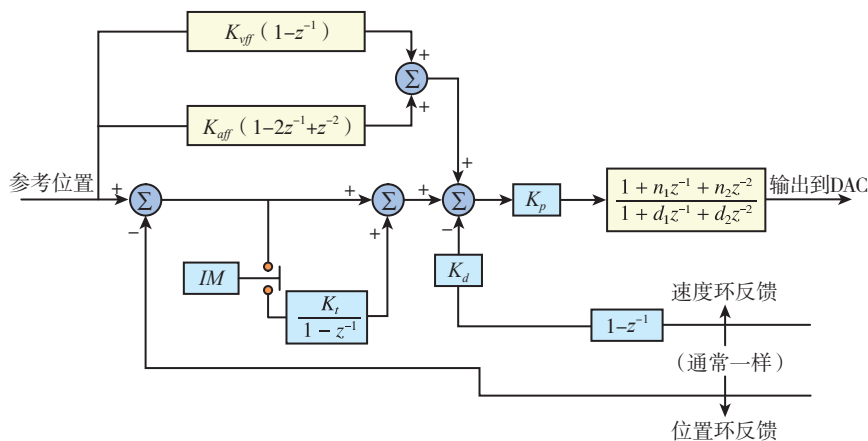 K_vff（1−z⁻¹）
+
Σ
+
K_aff（1−2z⁻¹+z⁻²）
+
参考位置
+
Σ
−
+
Σ
+
+
Σ
−
K_p
1 + n₁z⁻¹ + n₂z⁻²
1 + d₁z⁻¹ + d₂z⁻²
输出到DAC
IM
K_t
1 − z⁻¹
K_d
1−z⁻¹
速度环反馈
（通常一样）
位置环反馈